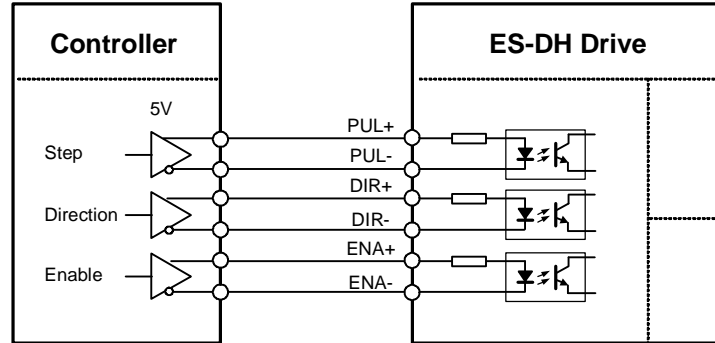 Controller
ES-DH Drive
5V
Step
PUL+
PUL-
Direction
DIR+
DIR-
Enable
ENA+
ENA-